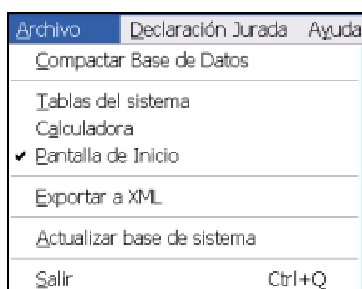 Archivo Declaración Jurada Ayuda
Compactar Base de Datos
Tablas del sistema
Calculadora
✔ Pantalla de Inicio
Exportar a XML
Actualizar base de sistema
Salir Ctrl+Q